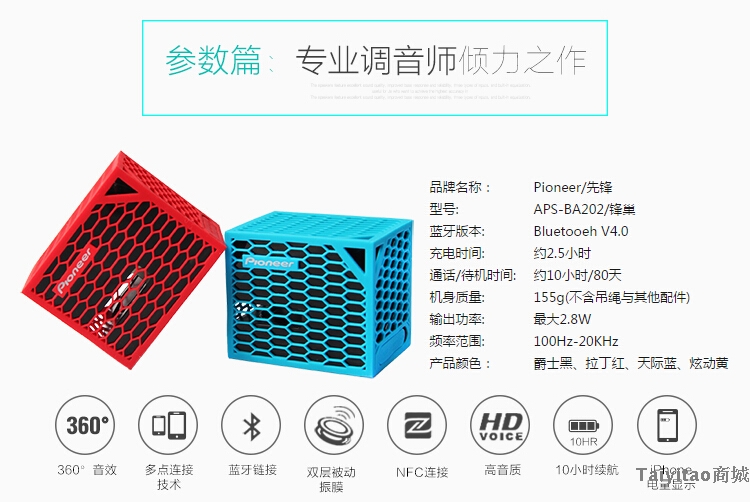 参数篇：专业调音师倾力之作
Pioneer
Pioneer
品牌名称： Pioneer/先锋
型号: APS-BA202/锋巢
蓝牙版本: Bluetooeh V4.0
充电时间: 约2.5小时
通话/待机时间: 约10小时/80天
机身质量: 155g(不含吊绳与其他配件)
输出功率: 最大2.8W
频率范围: 100Hz-20KHz
产品颜色： 爵士黑、拉丁红、天际蓝、炫动黄
360°
HD
VOICE
10HR
360° 音效
多点连接
技术
蓝牙链接
双层被动
振膜
NFC连接
高音质
10小时续航
iPhone
电量显示
Taiyitao商城